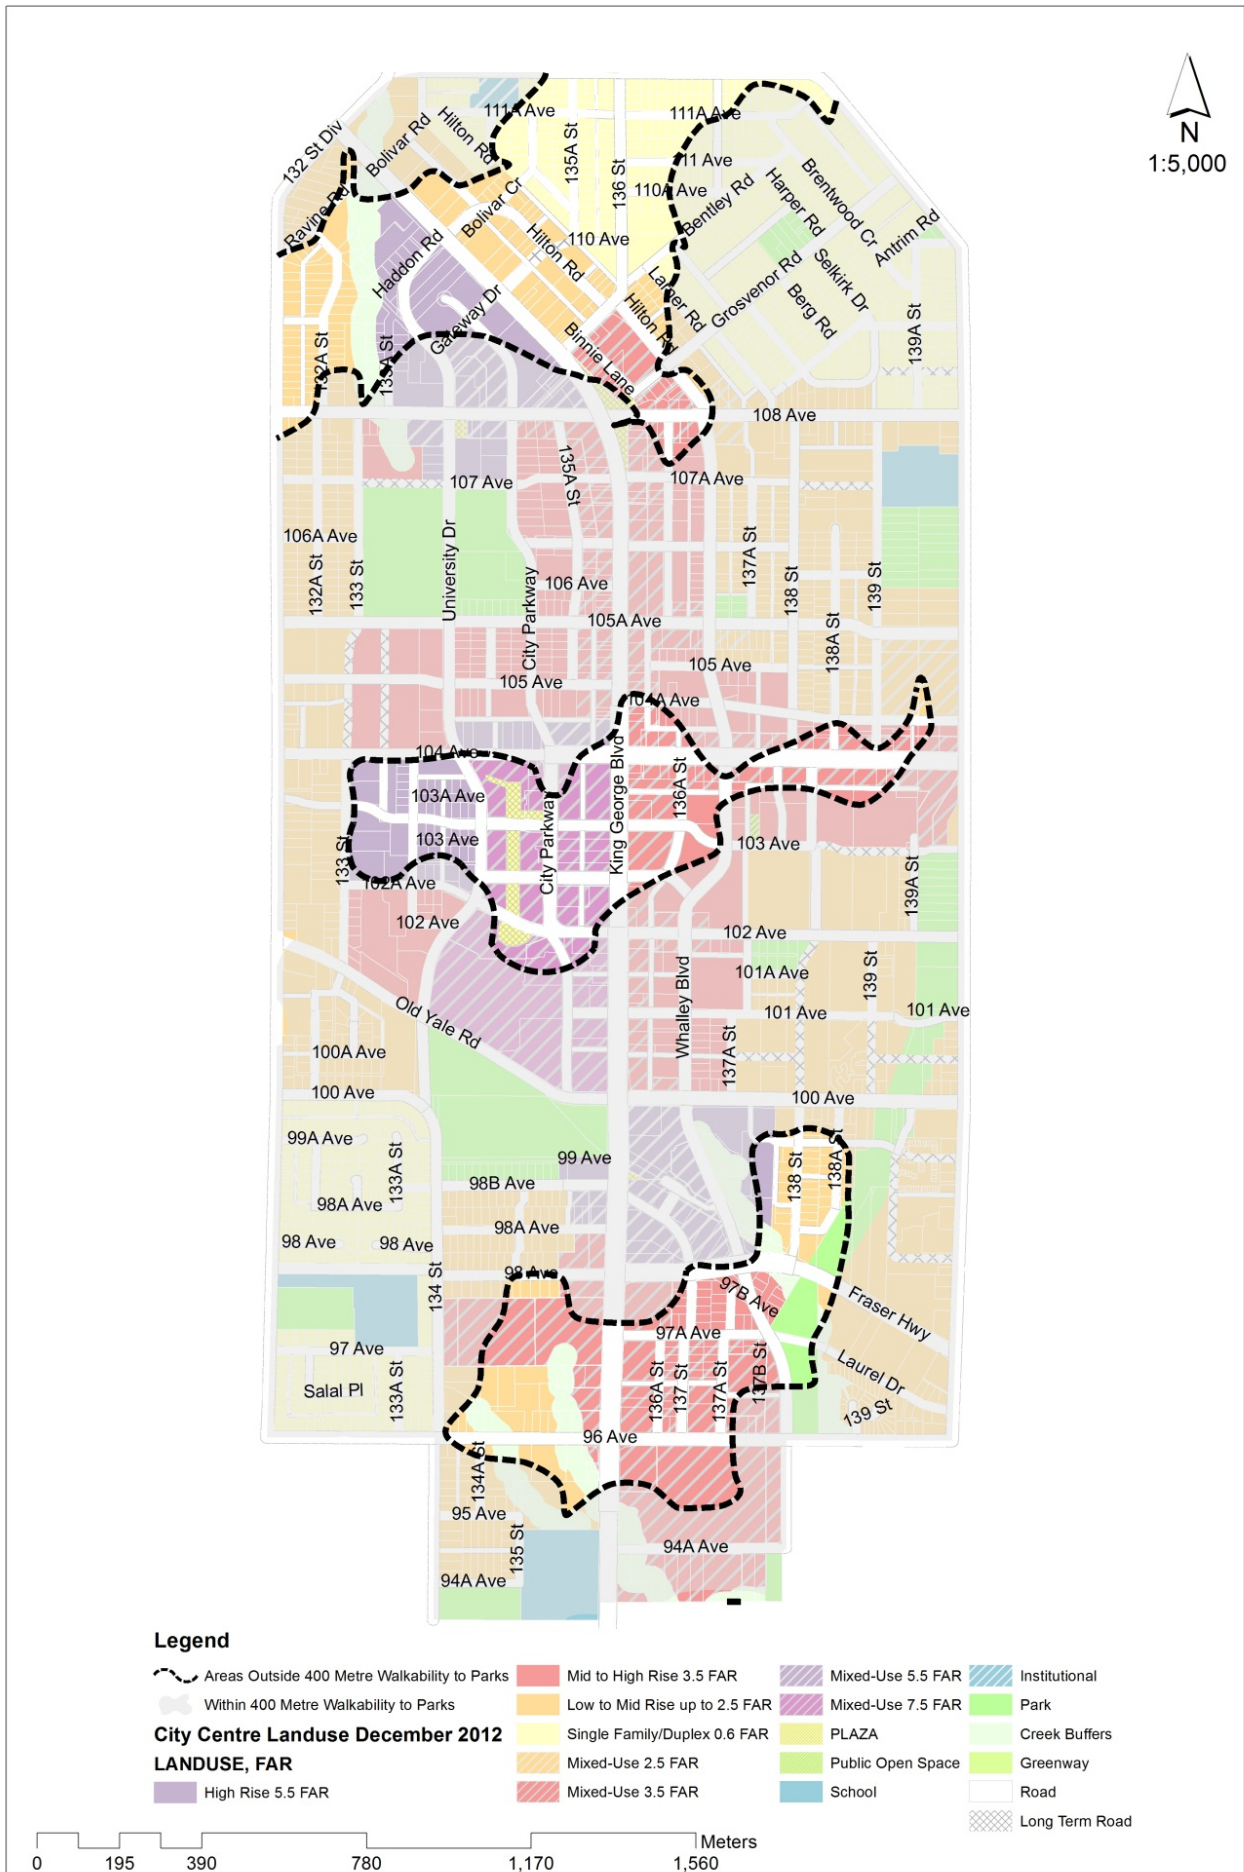 N
1:5,000
111A Ave
111A Ave
Hilton Rd
Bolivar Rd
132 St Div
135A St
136 St
11 Ave
110A Ave
Bentley Rd
Harper Rd
Brentwood Cr
Antrim Rd
Ravine Rd
Bolivar Cr
Hilton Rd
110 Ave
Haddon Rd
Larner Rd
Grosvenor Rd
Selkirk Dr
Berg Rd
Gateway Dr
Hilton Rd
Binnie Lane
132A St
133A St
139A St
108 Ave
135A St
107 Ave
107A Ave
106A Ave
132A St
133 St
University Dr
City Parkway
106 Ave
137A St
138 St
139 St
105A Ave
138A St
105 Ave
105 Ave
104A Ave
104 Ave
King George Blvd
136A St
103A Ave
City Parkway
103 Ave
103 Ave
133 St
102A Ave
139A St
102 Ave
102 Ave
101A Ave
139 St
Whalley Blvd
Old Yale Rd
101 Ave
101 Ave
100A Ave
137A St
100 Ave
100 Ave
99A Ave
133A St
99 Ave
138 St
138A St
98B Ave
98A Ave
98A Ave
98 Ave
98 Ave
98 Ave
134 St
97B Ave
Fraser Hwy
97A Ave
97 Ave
136A St
137 St
137A St
137B St
Laurel Dr
Salal Pl
133A St
139 St
96 Ave
134A St
95 Ave
135 St
94A Ave
94A Ave
Legend
Areas Outside 400 Metre Walkability to Parks
Within 400 Metre Walkability to Parks
City Centre Landuse December 2012
LANDUSE, FAR
High Rise 5.5 FAR
Mid to High Rise 3.5 FAR
Low to Mid Rise up to 2.5 FAR
Single Family/Duplex 0.6 FAR
Mixed-Use 2.5 FAR
Mixed-Use 3.5 FAR
Mixed-Use 5.5 FAR
Mixed-Use 7.5 FAR
PLAZA
Public Open Space
School
Institutional
Park
Creek Buffers
Greenway
Road
Long Term Road
Meters
0 195 390 780 1,170 1,560